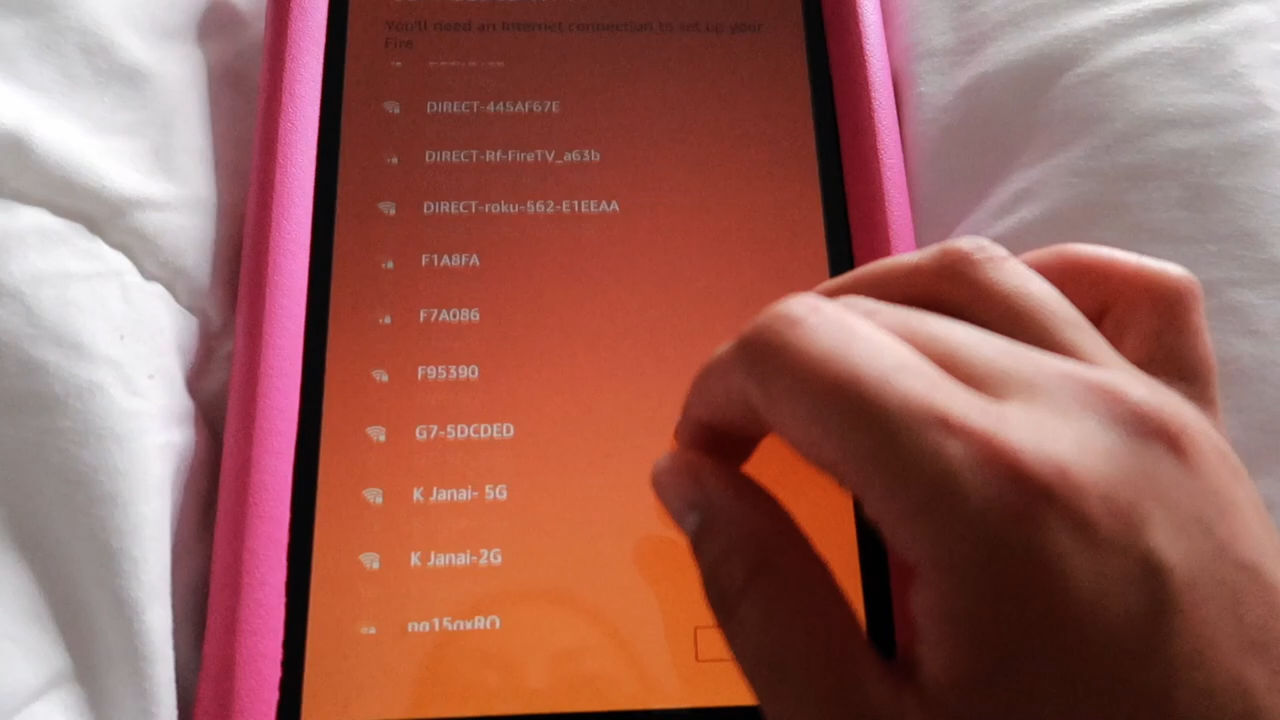 You'll need an Internet connection to set up your
Fire.
DIRECT-445AF67E
DIRECT-Rf-FireTV_a63b
DIRECT-roku-562-E1EEAA
F1A8FA
F7A086
F95390
G7-5DCDED
K Janai- 5G
K Janai-2G